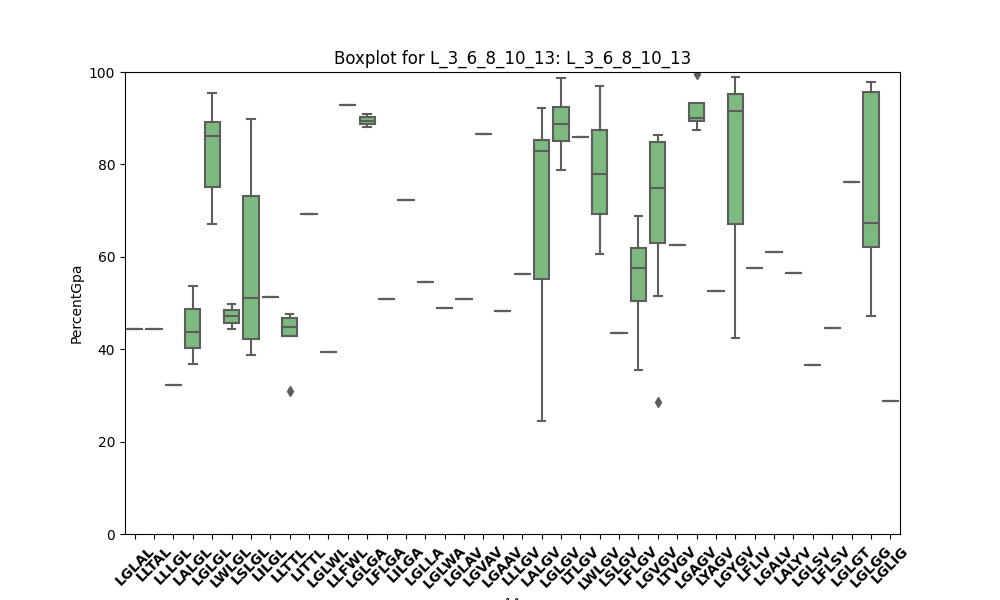 Boxplot for L_3_6_8_10_13: L_3_6_8_10_13
100
80
60
40
20
0
PercentGpa
LGLAL
LLTAL
LLLGL
LALGL
LGLGL
LWLGL
LSLGL
LILGL
LLTTL
LITTL
LGLWL
LLFWL
LGLGA
LFLGA
LILGA
LGLLA
LGLWA
LGLAV
LGVAV
LGAAV
LLLGV
LALGV
LGLGV
LTLGV
LWLGV
LSLGV
LFLGV
LGVGV
LTVGV
LGAGV
LYAGV
LGYGV
LFLIV
LGALV
LALYV
LGLSV
LFLSV
LGLGT
LGLGG
LGLIG